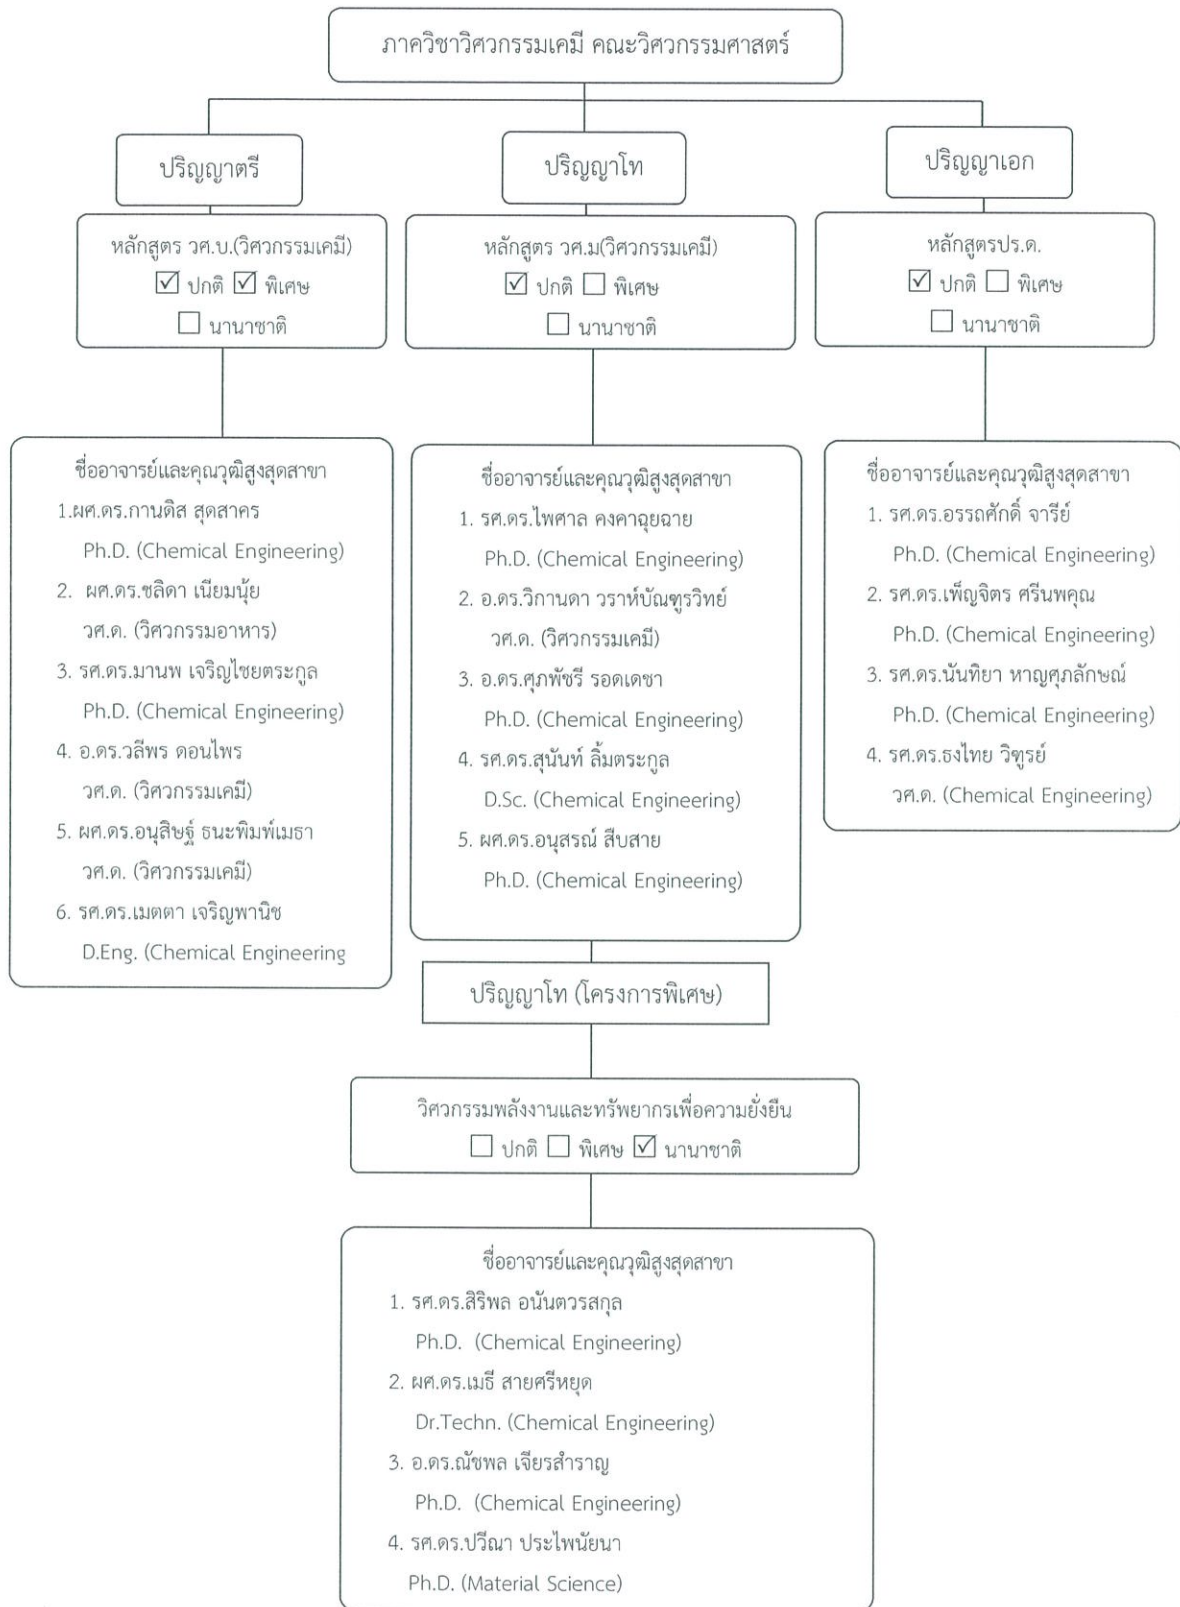 ภาควิชาวิศวกรรมเคมี คณะวิศวกรรมศาสตร์
ปริญญาตรี
หลักสูตร วศ.บ.(วิศวกรรมเคมี)
☑ ปกติ ☑ พิเศษ
☐ นานาชาติ
ชื่ออาจารย์และคุณวุฒิสูงสุดสาขา
1.ผศ.ดร.กานดิส สุดสาคร
Ph.D. (Chemical Engineering)
2. ผศ.ดร.ชลิดา เนียมนุ้ย
วศ.ด. (วิศวกรรมอาหาร)
3. รศ.ดร.มานพ เจริญไชยตระกูล
Ph.D. (Chemical Engineering)
4. อ.ดร.วลีพร ดอนไพร
วศ.ด. (วิศวกรรมเคมี)
5. ผศ.ดร.อนุสิษฐ์ ธนะพิมพ์เมธา
วศ.ด. (วิศวกรรมเคมี)
6. รศ.ดร.เมตตา เจริญพานิช
D.Eng. (Chemical Engineering
ปริญญาโท
หลักสูตร วศ.ม(วิศวกรรมเคมี)
☑ ปกติ ☐ พิเศษ
☐ นานาชาติ
ชื่ออาจารย์และคุณวุฒิสูงสุดสาขา
1. รศ.ดร.ไพศาล คงคาฉุยฉาย
Ph.D. (Chemical Engineering)
2. อ.ดร.วิกานดา วราห์บัณฑูรวิทย์
วศ.ด. (วิศวกรรมเคมี)
3. อ.ดร.ศุภพัชรี รอดเดชา
Ph.D. (Chemical Engineering)
4. รศ.ดร.สุนันท์ ลิ้มตระกูล
D.Sc. (Chemical Engineering)
5. ผศ.ดร.อนุสรณ์ สืบสาย
Ph.D. (Chemical Engineering)
ปริญญาเอก
หลักสูตรปร.ด.
☑ ปกติ ☐ พิเศษ
☐ นานาชาติ
ชื่ออาจารย์และคุณวุฒิสูงสุดสาขา
1. รศ.ดร.อรรถศักดิ์ จารีย์
Ph.D. (Chemical Engineering)
2. รศ.ดร.เพ็ญจิตร ศรีนพคุณ
Ph.D. (Chemical Engineering)
3. รศ.ดร.นันทิยา หาญศุภลักษณ์
Ph.D. (Chemical Engineering)
4. รศ.ดร.ธงไทย วิฑูรย์
วศ.ด. (Chemical Engineering)
ปริญญาโท (โครงการพิเศษ)
วิศวกรรมพลังงานและทรัพยากรเพื่อความยั่งยืน
☐ ปกติ ☐ พิเศษ ☑ นานาชาติ
ชื่ออาจารย์และคุณวุฒิสูงสุดสาขา
1. รศ.ดร.สิริพล อนันตวรสกุล
Ph.D. (Chemical Engineering)
2. ผศ.ดร.เมธี สายศรีหยุด
Dr.Techn. (Chemical Engineering)
3. อ.ดร.ณัชพล เจียรสำราญ
Ph.D. (Chemical Engineering)
4. รศ.ดร.ปวีณา ประไพนัยนา
Ph.D. (Material Science)